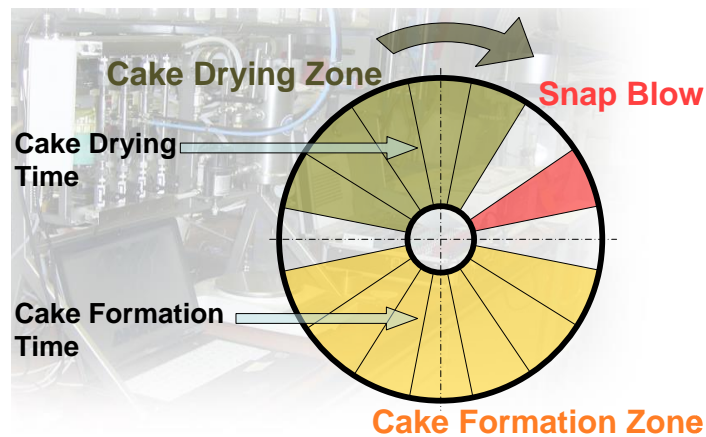 Cake Drying Zone
Snap Blow
Cake Drying
Time
Cake Formation
Time
Cake Formation Zone